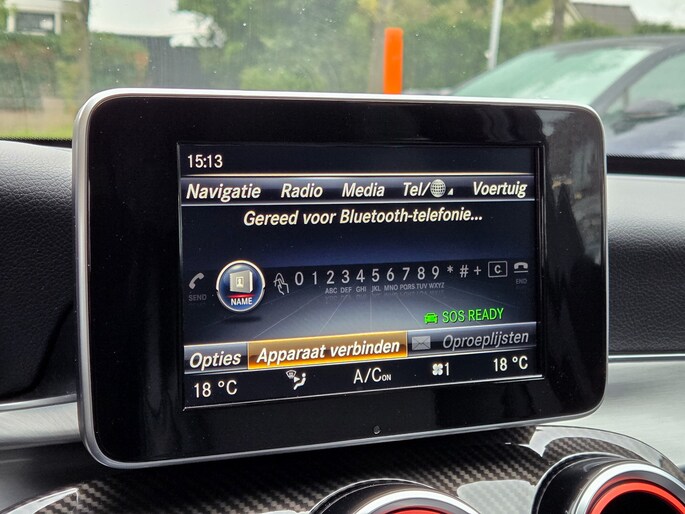 15:13
Navigatie Radio Media Tel/ Voertuig
Gereed voor Bluetooth-telefonie...
SEND NAME 0 1 2 3 4 5 6 7 8 9 * # + C END
ABC DEF GHI JKL MNO PQRS TUV WXYZ
SOS READY
Opties Apparaat verbinden Oproeplijsten
18 °C A/C ON 1 18 °C